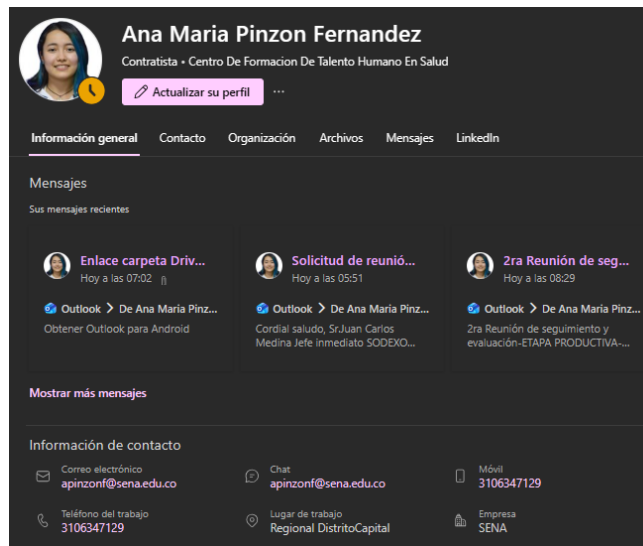 Ana Maria Pinzon Fernandez
Contratista • Centro De Formacion De Talento Humano En Salud
Actualizar su perfil ...
Información general Contacto Organización Archivos Mensajes LinkedIn
Mensajes
Sus mensajes recientes
Enlace carpeta Driv...
Hoy a las 07:02
Outlook > De Ana Maria Pinz...
Obtener Outlook para Android
Solicitud de reunió...
Hoy a las 05:51
Outlook > De Ana Maria Pinz...
Cordial saludo, Sr.Juan Carlos
Medina Jefe inmediato SODEXO...
2ra Reunión de seg...
Hoy a las 08:29
Outlook > De Ana Maria Pinz...
2ra Reunión de seguimiento y
evaluación-ETAPA PRODUCTIVA-...
Mostrar más mensajes
Información de contacto
Correo electrónico
apinzonf@sena.edu.co
Chat
apinzonf@sena.edu.co
Móvil
3106347129
Teléfono del trabajo
3106347129
Lugar de trabajo
Regional DistritoCapital
Empresa
SENA